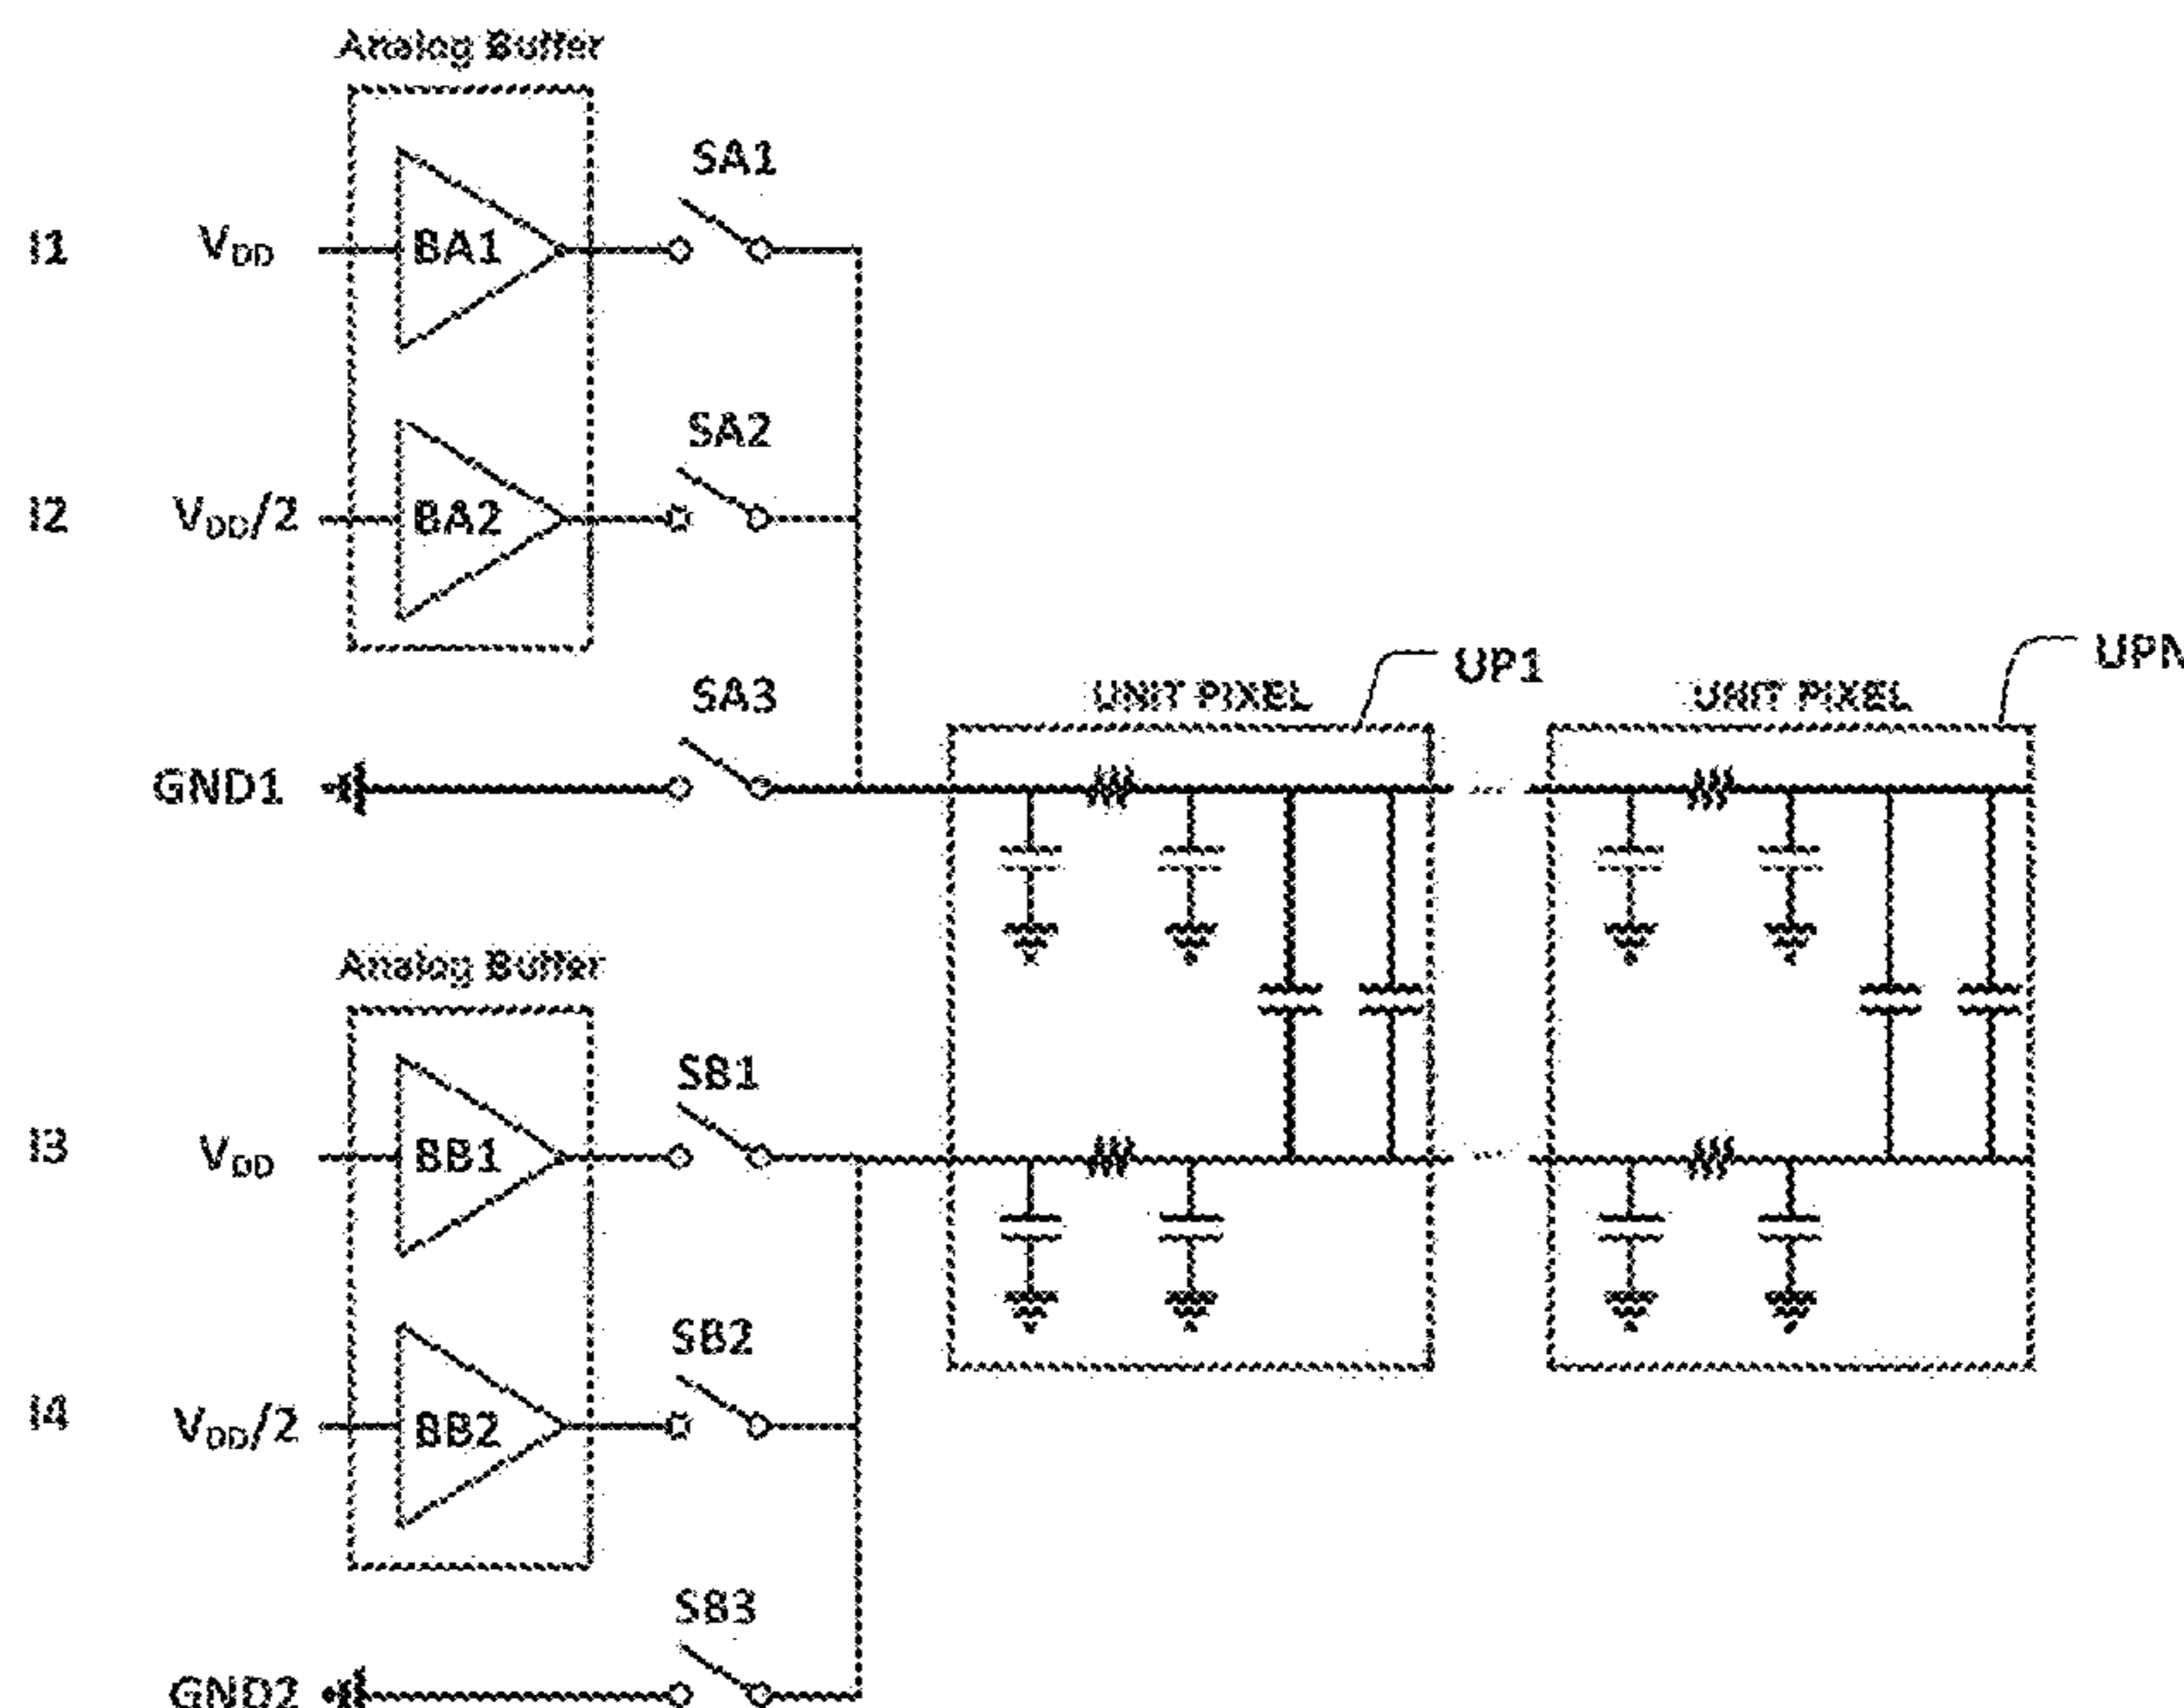 Analog Buffer
SA1
I1 VDD BA1
SA2
I2 VDD/2 BA2
SA3
UP1
UPN
UNIT PIXEL UNIT PIXEL
GND1
...
Analog Buffer
SB1
I3 VDD BB1
...
SB2
I4 VDD/2 BB2
SB3
GND2